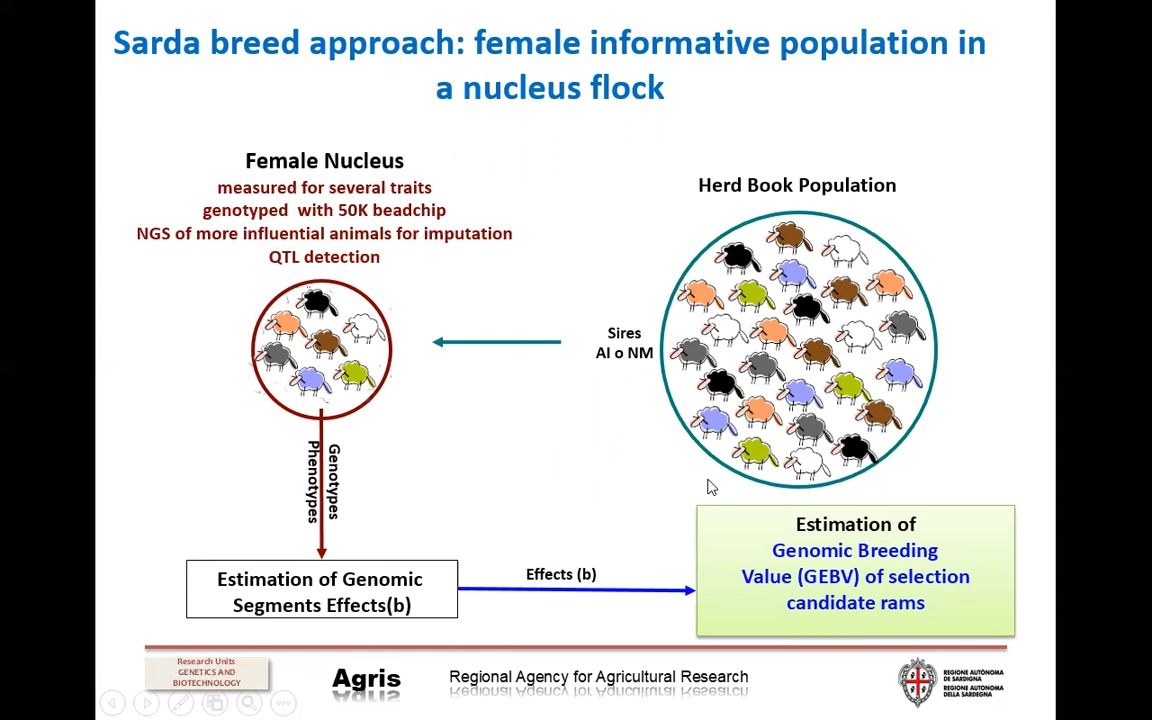 Sarda breed approach: female informative population in
a nucleus flock
Female Nucleus
measured for several traits
genotyped with 50K beadchip
NGS of more influential animals for imputation
QTL detection
Herd Book Population
Sires
AI o NM
Genotypes
Phenotypes
Estimation of Genomic
Segments Effects(b)
Effects (b)
Estimation of
Genomic Breeding
Value (GEBV) of selection
candidate rams
Research Units
GENETICS AND
BIOTECHNOLOGY
Agris
Regional Agency for Agricultural Research
REGIONE AUTÒNOMA
DE SARDIGNA
REGIONE AUTONOMA
DELLA SARDEGNA